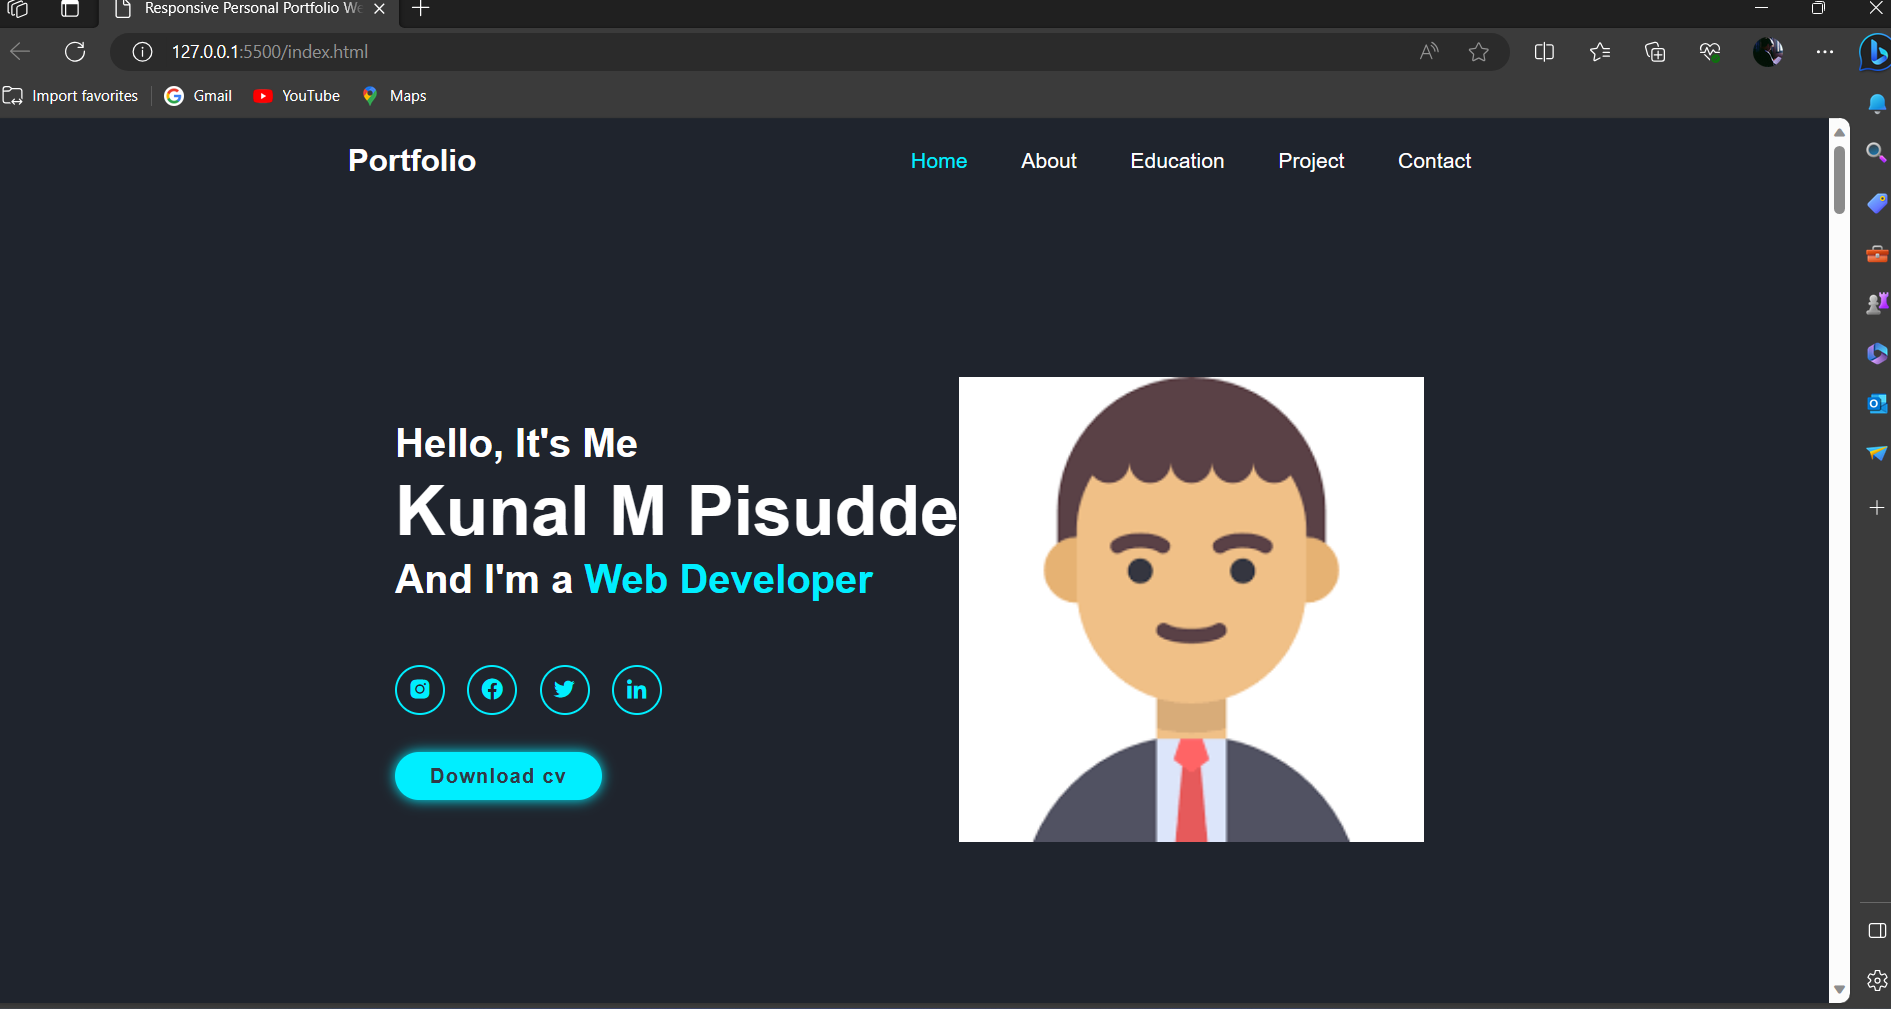 Responsive Personal Portfolio We
127.0.0.1:5500/index.html
Import favorites
Gmail
YouTube
Maps
Portfolio
Home
About
Education
Project
Contact
Hello, It's Me
Kunal M Pisudde
And I'm a Web Developer
Download cv